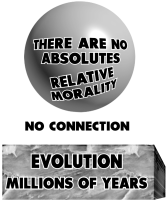 THERE ARE NO
ABSOLUTES
RELATIVE
MORALITY
NO CONNECTION
EVOLUTION
MILLIONS OF YEARS